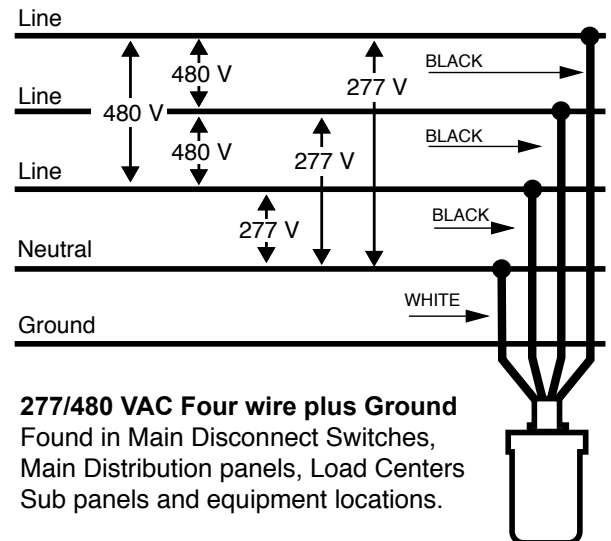 Line
BLACK
480 V
277 V
Line
480 V
BLACK
480 V
277 V
Line
BLACK
277 V
Neutral
WHITE
Ground
277/480 VAC Four wire plus Ground
Found in Main Disconnect Switches,
Main Distribution panels, Load Centers
Sub panels and equipment locations.